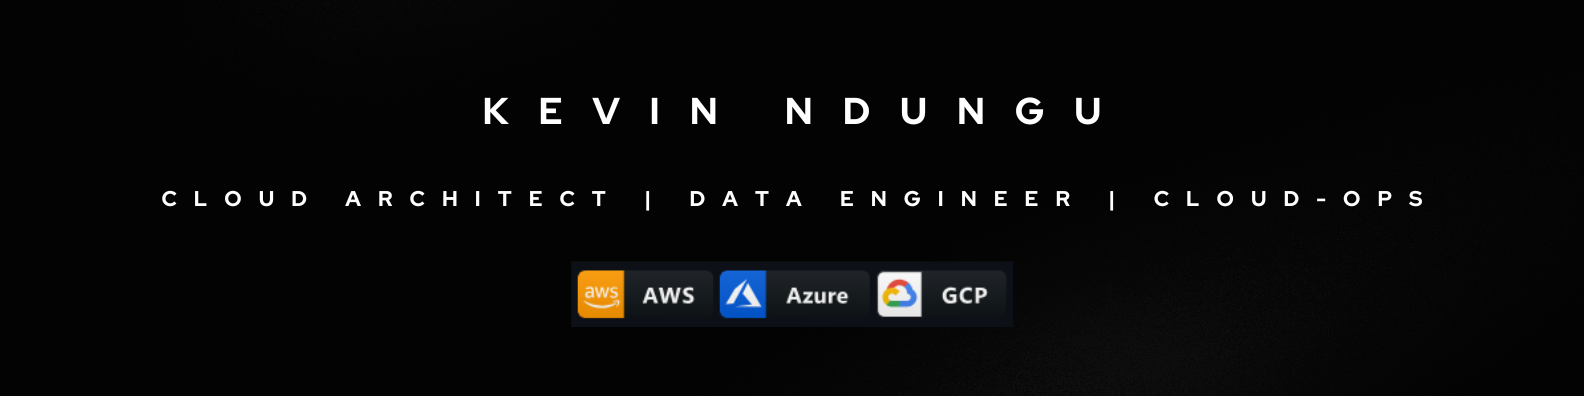 KEVIN NDUNGU
CLOUD ARCHITECT | DATA ENGINEER | CLOUD-OPS
aws AWS Azure GCP